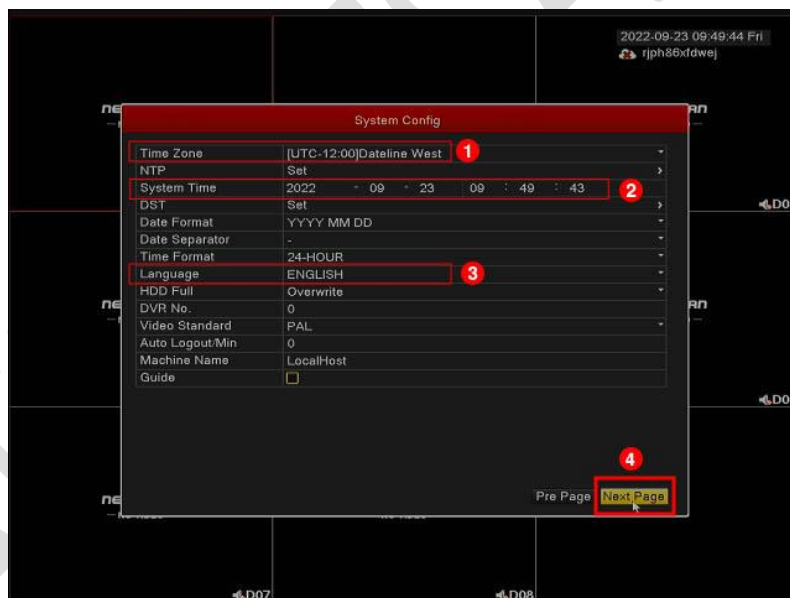 2022-09-23 09:49:44 Fri
rjph86xfdwej
System Config
Time Zone [UTC-12:00]Dateline West 1
NTP Set
System Time 2022 - 09 - 23 09 : 49 : 43 2
DST Set
Date Format YYYY MM DD
Date Separator -
Time Format 24-HOUR
Language ENGLISH 3
HDD Full Overwrite
DVR No. 0
Video Standard PAL
Auto Logout/Min 0
Machine Name LocalHost
Guide
4
Pre Page Next Page
D07 D08